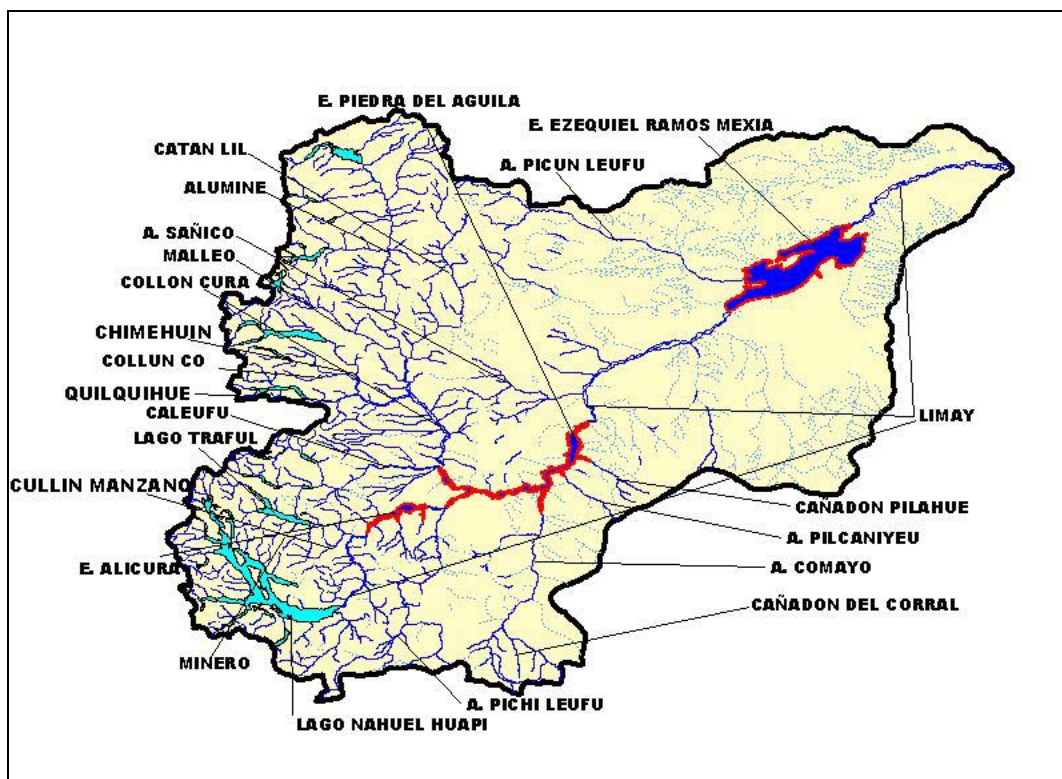 E. PIEDRA DEL AGUILA
E. EZEQUIEL RAMOS MEXIA
CATAN LIL
A. PICUN LEUFU
ALUMINE
A. SAÑICO
MALLEO
COLLON CURA
CHIMEHUIN
COLLUN CO
QUILQUIHUE
CALEUFU
LIMAY
LAGO TRAFUL
CULLIN MANZANO
CAÑADON PILAHUE
A. PILCANIYEU
E. ALICURA
A. COMAYO
CAÑADON DEL CORRAL
MINERO
A. PICHI LEUFU
LAGO NAHUEL HUAPI